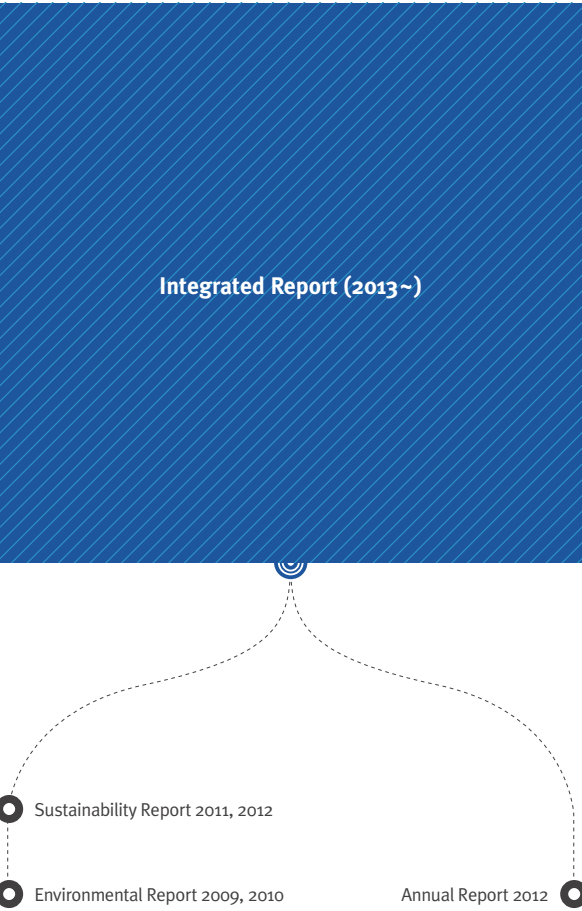 Integrated Report (2013~)
Sustainability Report 2011, 2012
Environmental Report 2009, 2010
Annual Report 2012